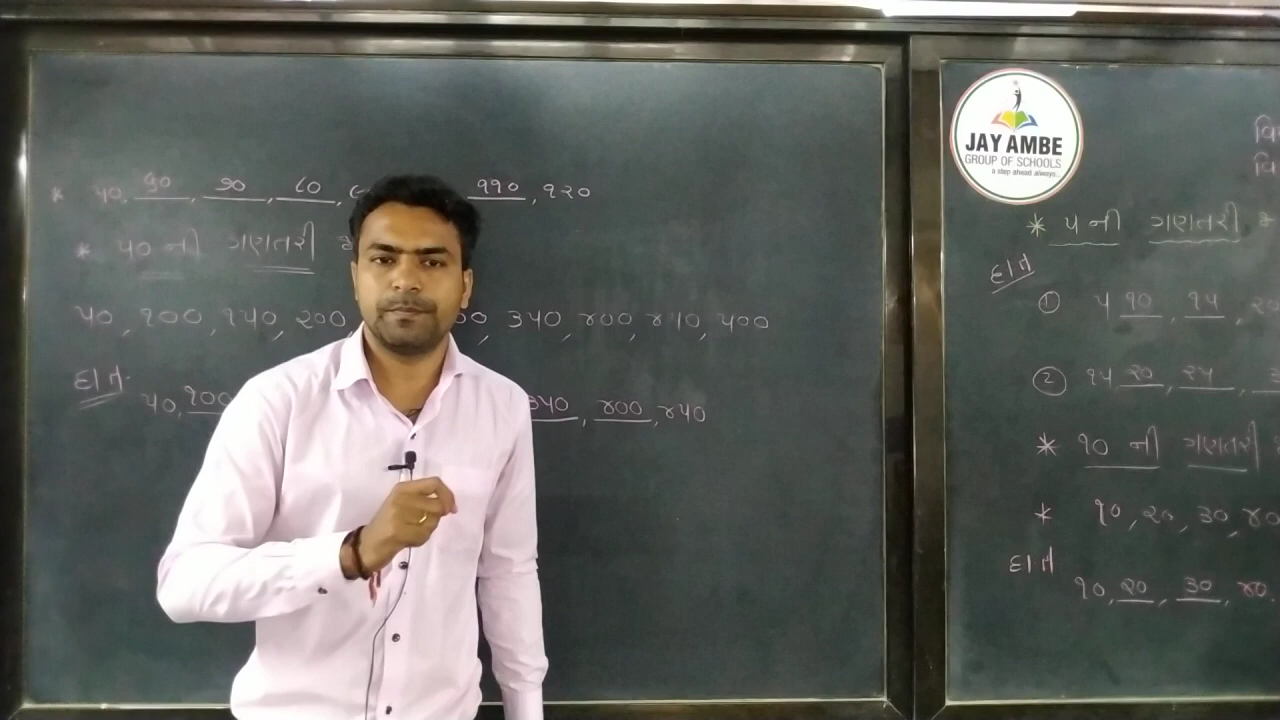 * ૫૦, ૬૦, ૭૦, ૮૦, ૧૧૦, ૧૨૦
* ૫૦ ની ગણતરી
૫૦, ૧૦૦, ૧૫૦, ૨૦૦, ૩૫૦, ૪૦૦, ૪૫૦, ૫૦૦
દા.ત.
૫૦, ૧૦૦ ૩૫૦, ૪૦૦, ૪૫૦
JAY AMBE
GROUP OF SCHOOLS
a step ahead always..
વિ
વિ
* ૫ ની ગણતરી
દા.ત
① ૫ ૧૦, ૧૫, ૨૦
② ૧૫ ૨૦, ૨૫,
* ૧૦ ની ગણતરી
* ૧૦, ૨૦, ૩૦, ૪૦
દા.ત
૧૦, ૨૦, ૩૦, ૪૦,